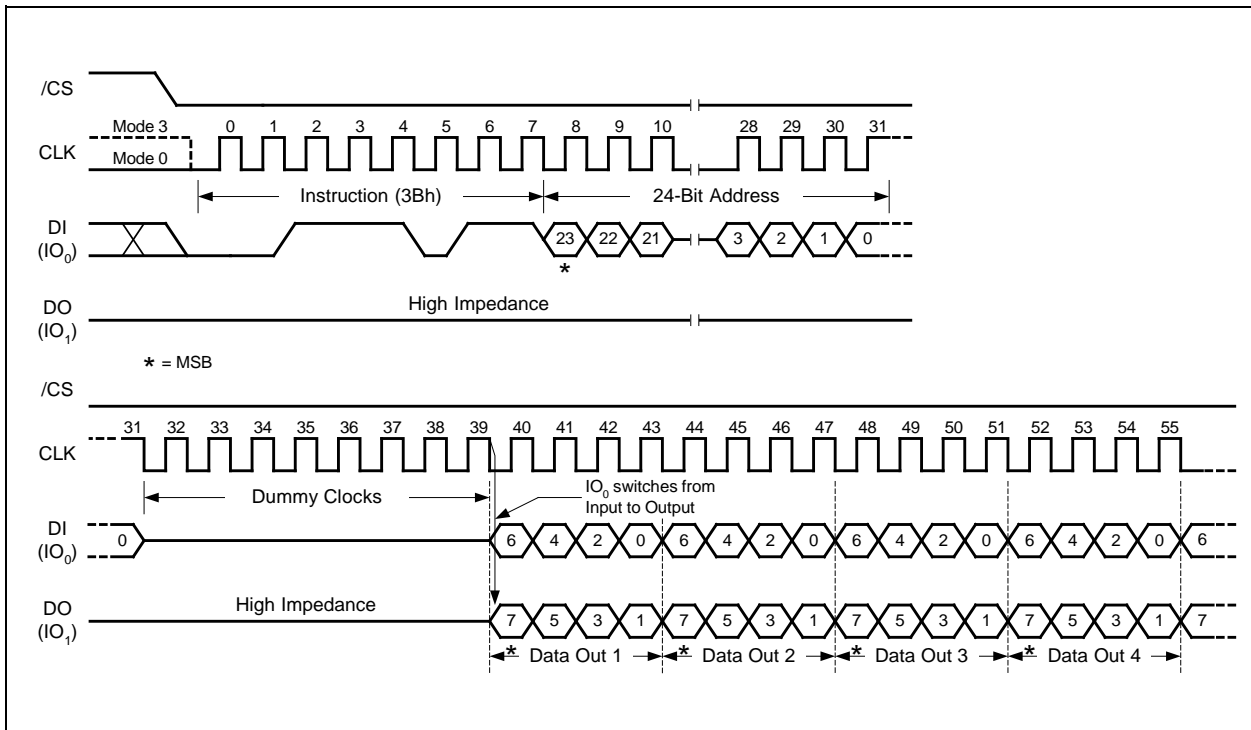 /CS
Mode 3 0 1 2 3 4 5 6 7 8 9 10 28 29 30 31
CLK
Mode 0
Instruction (3Bh) 24-Bit Address
DI
(IO0)
23 22 21 3 2 1 0
*
High Impedance
DO
(IO1)
* = MSB
/CS
31 32 33 34 35 36 37 38 39 40 41 42 43 44 45 46 47 48 49 50 51 52 53 54 55
CLK
Dummy Clocks
IO0 switches from
Input to Output
DI
(IO0)
0 6 4 2 0 6 4 2 0 6 4 2 0 6 4 2 0 6
High Impedance
DO
(IO1)
7 5 3 1 7 5 3 1 7 5 3 1 7 5 3 1 7
* Data Out 1 * Data Out 2 * Data Out 3 * Data Out 4